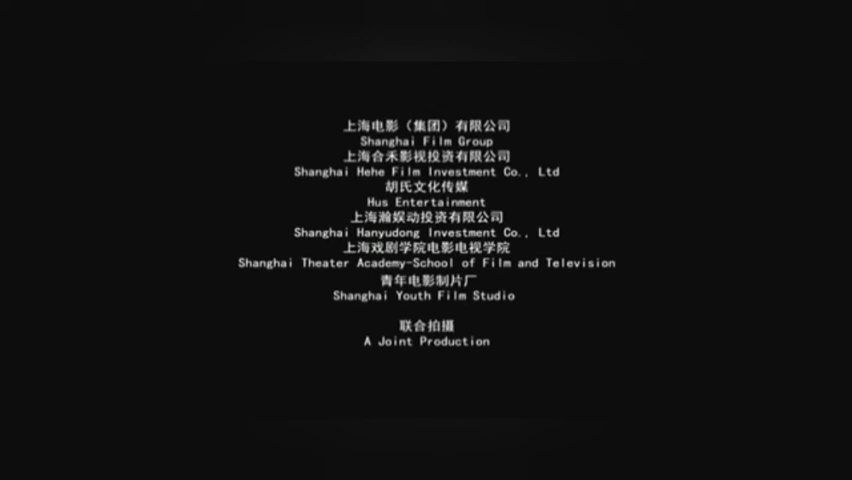 上海电影（集团）有限公司
Shanghai Film Group
上海合禾影视投资有限公司
Shanghai Hehe Film Investment Co., Ltd
胡氏文化传媒
Hus Entertainment
上海瀚娱动投资有限公司
Shanghai Hanyudong Investment Co., Ltd
上海戏剧学院电影电视学院
Shanghai Theater Academy-School of Film and Television
青年电影制片厂
Shanghai Youth Film Studio
联合拍摄
A Joint Production